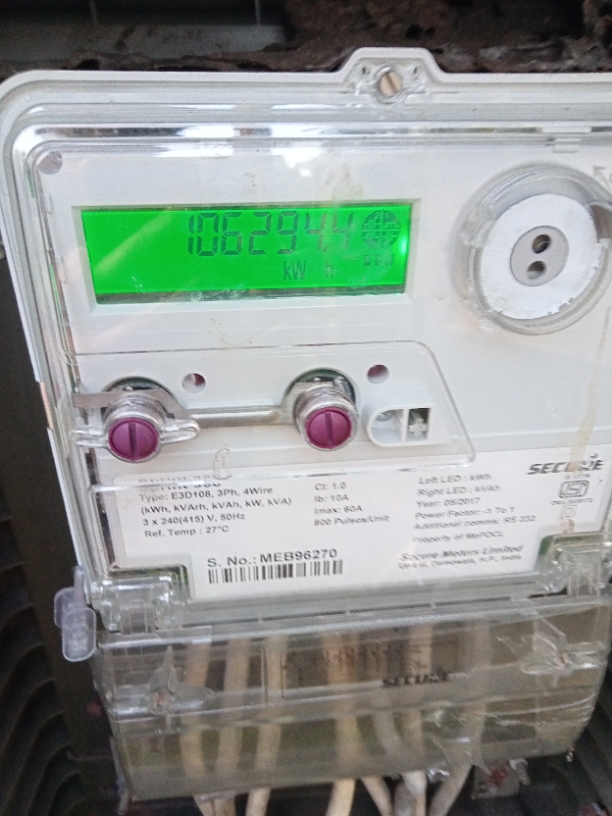 106294.4
kW h
SECURE
Type: E3D108, 3Ph, 4Wire
(kWh, kVArh, kVAh, kW, kVA)
3 x 240(415) V, 50Hz
Ref. Temp : 27°C
Cl: 1.0
Ib: 10A
Imax: 60A
800 Pulses/Unit
Left LED : kWh
Right LED : kVAh
Year: 05/2017
Power Factor: -1 To 1
Additional comms: RS 232
Property of MePDCL
S. No.: MEB96270
Secure Meters Limited
SECURE